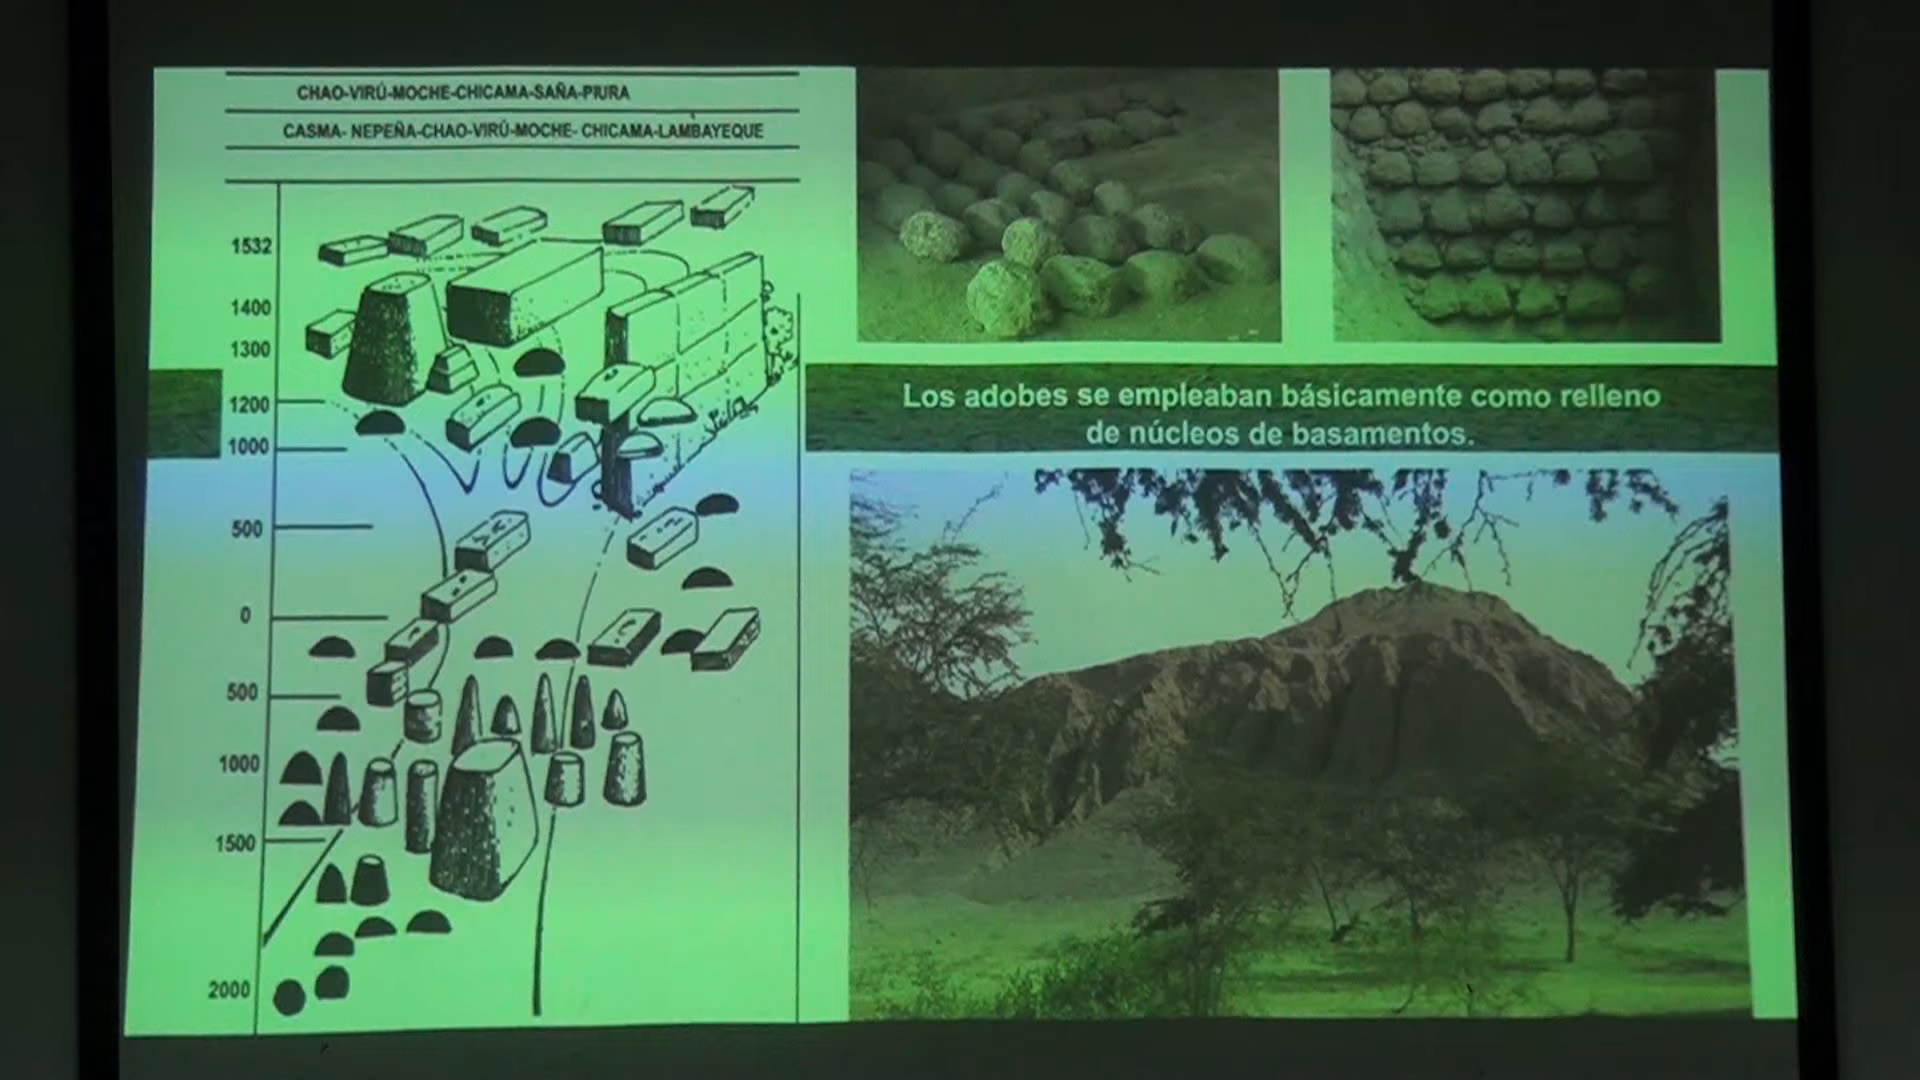 CHAO-VIRÚ-MOCHE-CHICAMA-SAÑA-PIURA
CASMA- NEPEÑA-CHAO-VIRÚ-MOCHE- CHICAMA-LAMBAYEQUE
1532
1400
1300
1200
1000
500
0
500
1000
1500
2000
Los adobes se empleaban básicamente como relleno
de núcleos de basamentos.